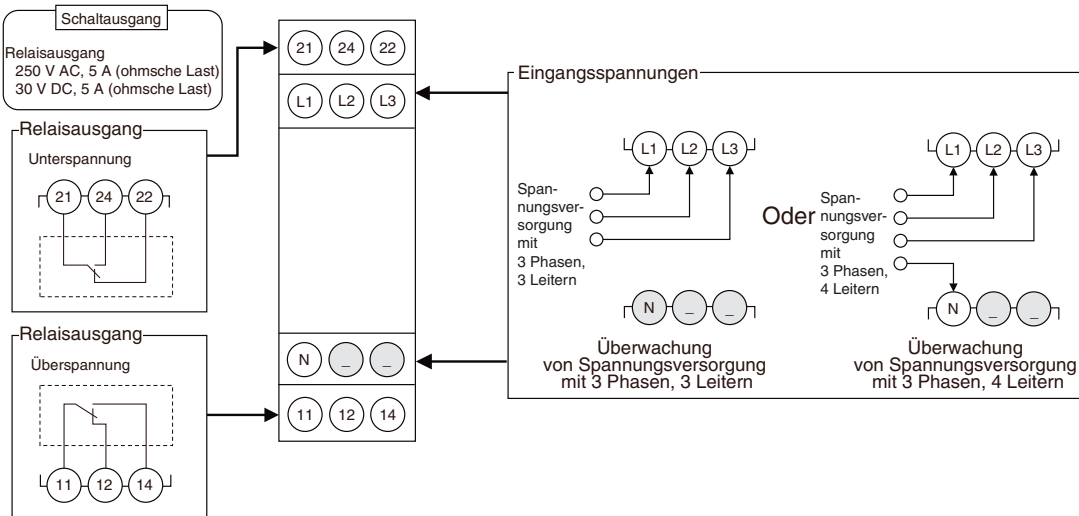 Schaltausgang
Relaisausgang
250 V AC, 5 A (ohmsche Last)
30 V DC, 5 A (ohmsche Last)
Relaisausgang
Unterspannung
21 24 22
Relaisausgang
Überspannung
11 12 14
21 24 22
L1 L2 L3
N _ _
11 12 14
Eingangsspannungen
L1 L2 L3
Span-
nungsver-
sorgung
mit
3 Phasen,
3 Leitern
N _ _
Überwachung
von Spannungsversorgung
mit 3 Phasen, 3 Leitern
Oder
L1 L2 L3
Span-
nungsver-
sorgung
mit
3 Phasen,
4 Leitern
N _ _
Überwachung
von Spannungsversorgung
mit 3 Phasen, 4 Leitern